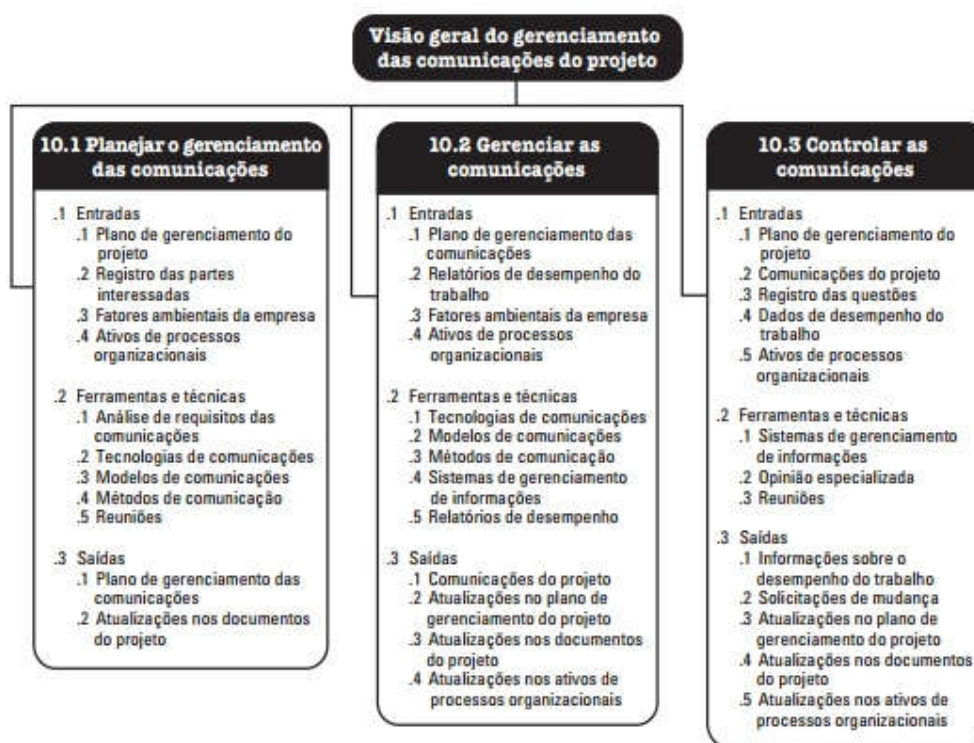 Visão geral do gerenciamento
das comunicações do projeto
10.1 Planejar o gerenciamento
das comunicações
.1 Entradas
.1 Plano de gerenciamento do
projeto
.2 Registro das partes
interessadas
.3 Fatores ambientais da empresa
.4 Ativos de processos
organizacionais
.2 Ferramentas e técnicas
.1 Análise de requisitos das
comunicações
.2 Tecnologias de comunicações
.3 Modelos de comunicações
.4 Métodos de comunicação
.5 Reuniões
.3 Saídas
.1 Plano de gerenciamento das
comunicações
.2 Atualizações nos documentos
do projeto
10.2 Gerenciar as
comunicações
.1 Entradas
.1 Plano de gerenciamento das
comunicações
.2 Relatórios de desempenho do
trabalho
.3 Fatores ambientais da empresa
.4 Ativos de processos
organizacionais
.2 Ferramentas e técnicas
.1 Tecnologias de comunicações
.2 Modelos de comunicações
.3 Métodos de comunicação
.4 Sistemas de gerenciamento
de informações
.5 Relatórios de desempenho
.3 Saídas
.1 Comunicações do projeto
.2 Atualizações no plano de
gerenciamento do projeto
.3 Atualizações nos documentos
do projeto
.4 Atualizações nos ativos de
processos organizacionais
10.3 Controlar as
comunicações
.1 Entradas
.1 Plano de gerenciamento do
projeto
.2 Comunicações do projeto
.3 Registro das questões
.4 Dados de desempenho do
trabalho
.5 Ativos de processos
organizacionais
.2 Ferramentas e técnicas
.1 Sistemas de gerenciamento
de informações
.2 Opinião especializada
.3 Reuniões
.3 Saídas
.1 Informações sobre o
desempenho do trabalho
.2 Solicitações de mudança
.3 Atualizações no plano de
gerenciamento do projeto
.4 Atualizações nos documentos
do projeto
.5 Atualizações nos ativos de
processos organizacionais